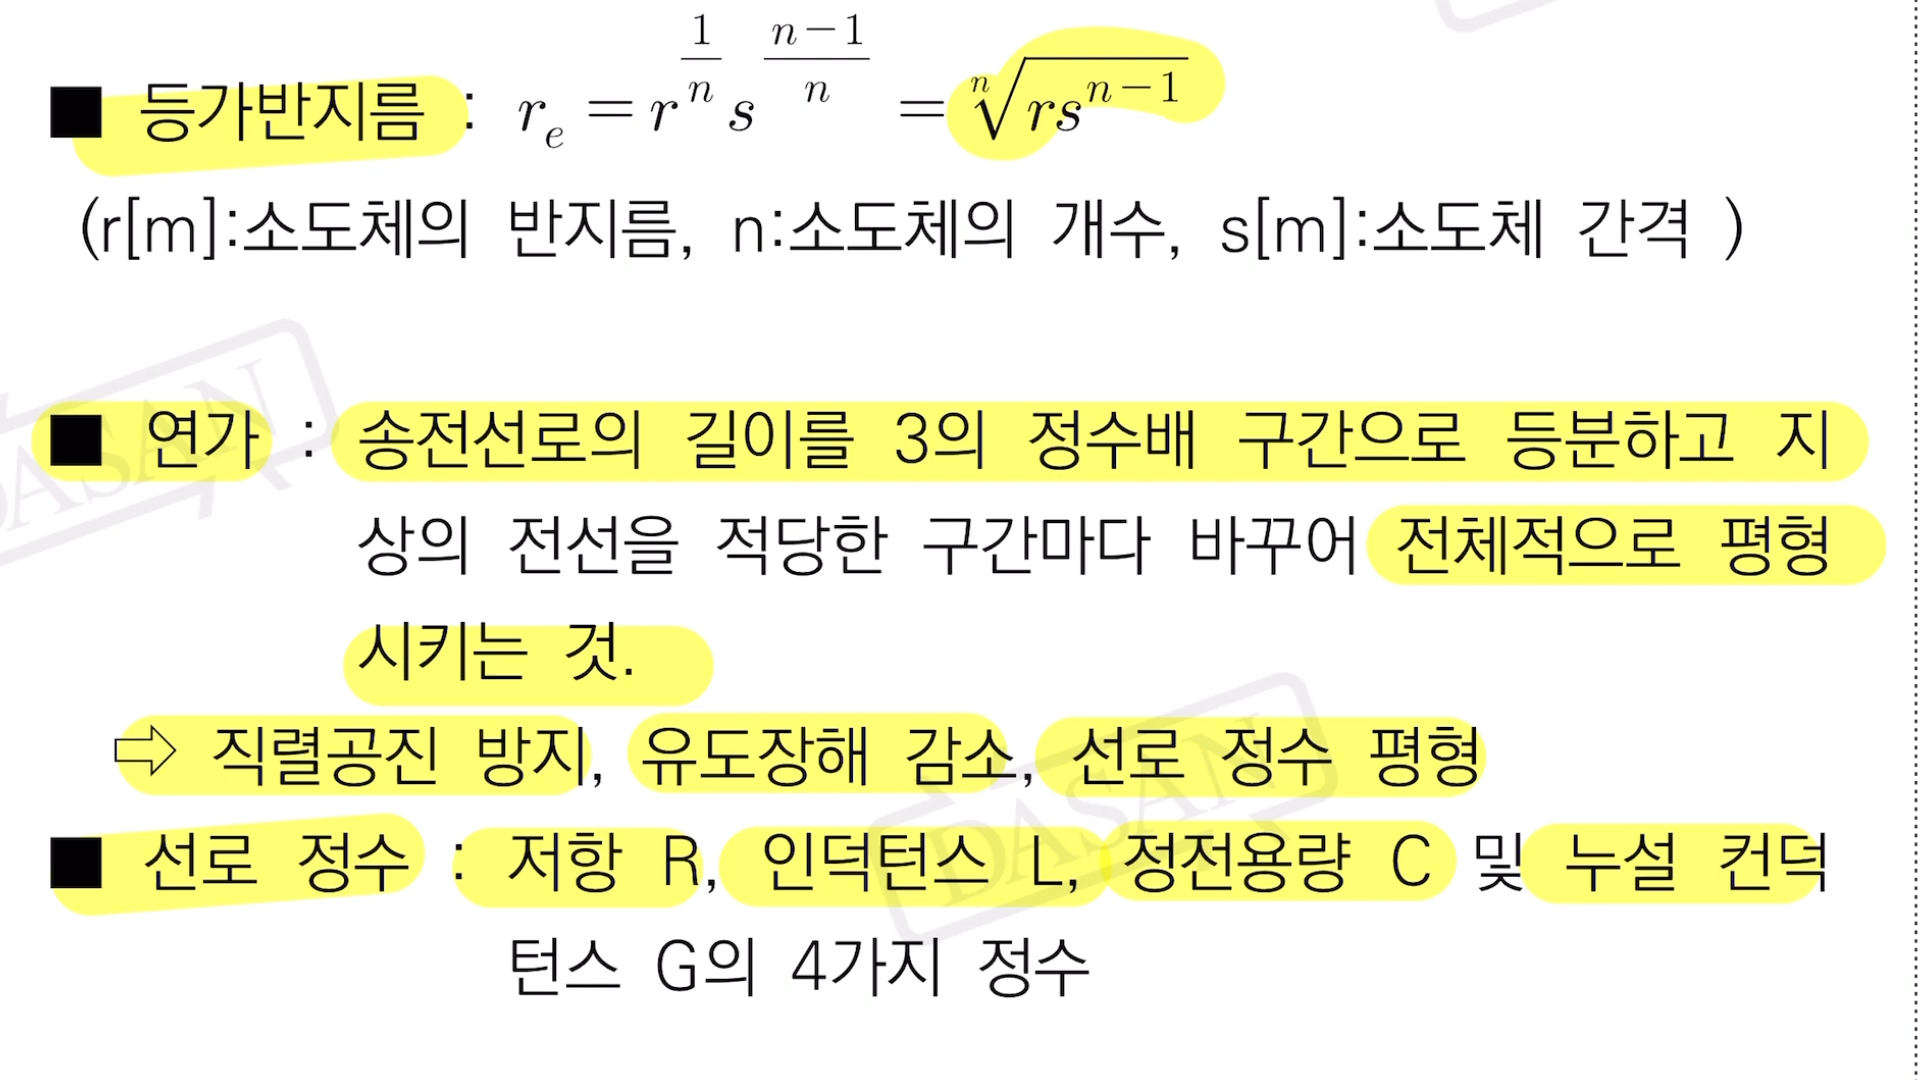 ■ 등가반지름 : r_e = r^{\frac{1}{n}} s^{\frac{n-1}{n}} = \sqrt[n]{rs^{n-1}}
(r[m]:소도체의 반지름, n:소도체의 개수, s[m]:소도체 간격 )
■ 연가 : 송전선로의 길이를 3의 정수배 구간으로 등분하고 지
상의 전선을 적당한 구간마다 바꾸어 전체적으로 평형
시키는 것.
⇨ 직렬공진 방지, 유도장해 감소, 선로 정수 평형
■ 선로 정수 : 저항 R, 인덕턴스 L, 정전용량 C 및 누설 컨덕
턴스 G의 4가지 정수
DASAN
DASAN